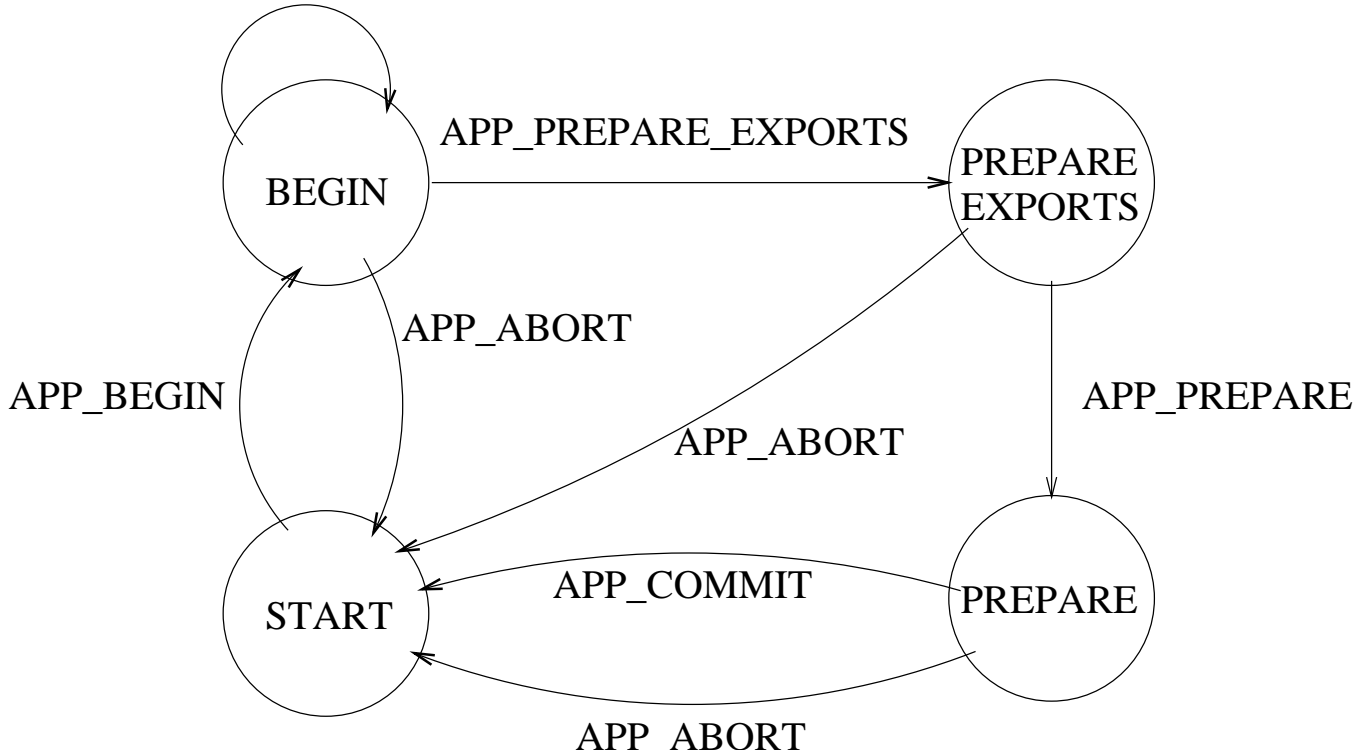 APP_PREPARE_EXPORTS
BEGIN
PREPARE
EXPORTS
APP_ABORT
APP_BEGIN
APP_PREPARE
APP_ABORT
APP_COMMIT
START
PREPARE
APP_ABORT